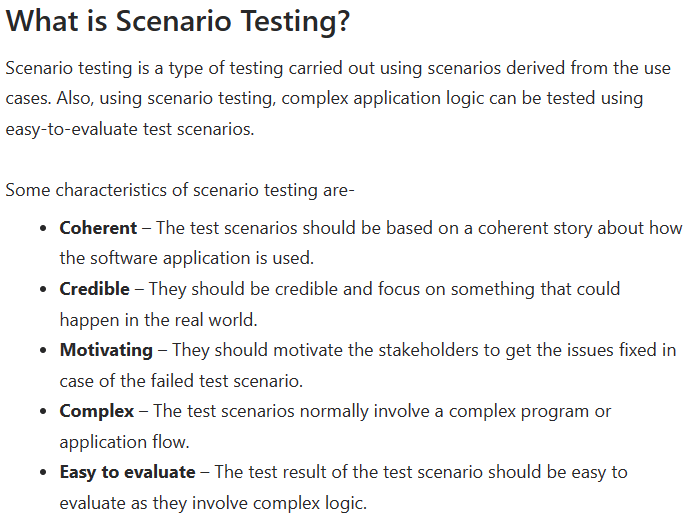 What is Scenario Testing?
Scenario testing is a type of testing carried out using scenarios derived from the use
cases. Also, using scenario testing, complex application logic can be tested using
easy-to-evaluate test scenarios.
Some characteristics of scenario testing are-
• Coherent – The test scenarios should be based on a coherent story about how
the software application is used.
• Credible – They should be credible and focus on something that could
happen in the real world.
• Motivating – They should motivate the stakeholders to get the issues fixed in
case of the failed test scenario.
• Complex – The test scenarios normally involve a complex program or
application flow.
• Easy to evaluate – The test result of the test scenario should be easy to
evaluate as they involve complex logic.